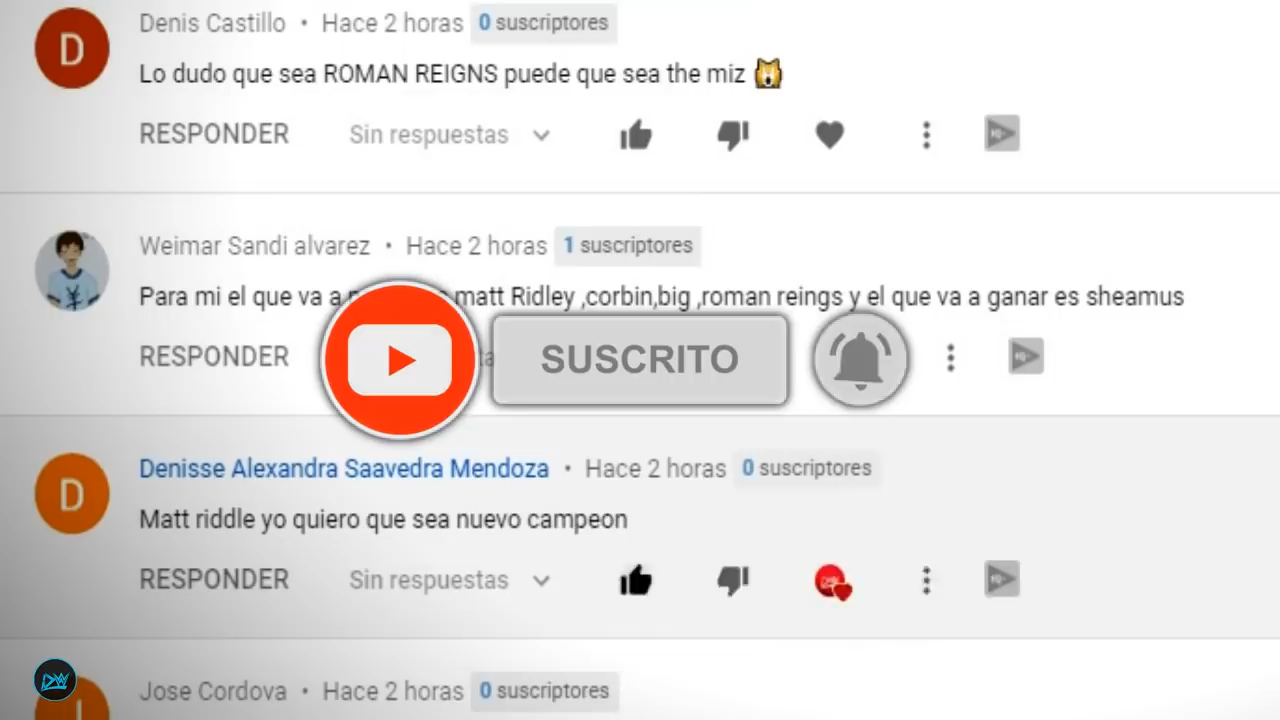 Denis Castillo • Hace 2 horas 0 suscriptores
D
Lo dudo que sea ROMAN REIGNS puede que sea the miz
RESPONDER Sin respuestas
Weimar Sandi alvarez • Hace 2 horas 1 suscriptores
Para mi el que va a matt Ridley ,corbin,big ,roman reings y el que va a ganar es sheamus
RESPONDER
SUSCRITO
Denisse Alexandra Saavedra Mendoza • Hace 2 horas 0 suscriptores
D
Matt riddle yo quiero que sea nuevo campeon
RESPONDER Sin respuestas
DW
Jose Cordova • Hace 2 horas 0 suscriptores